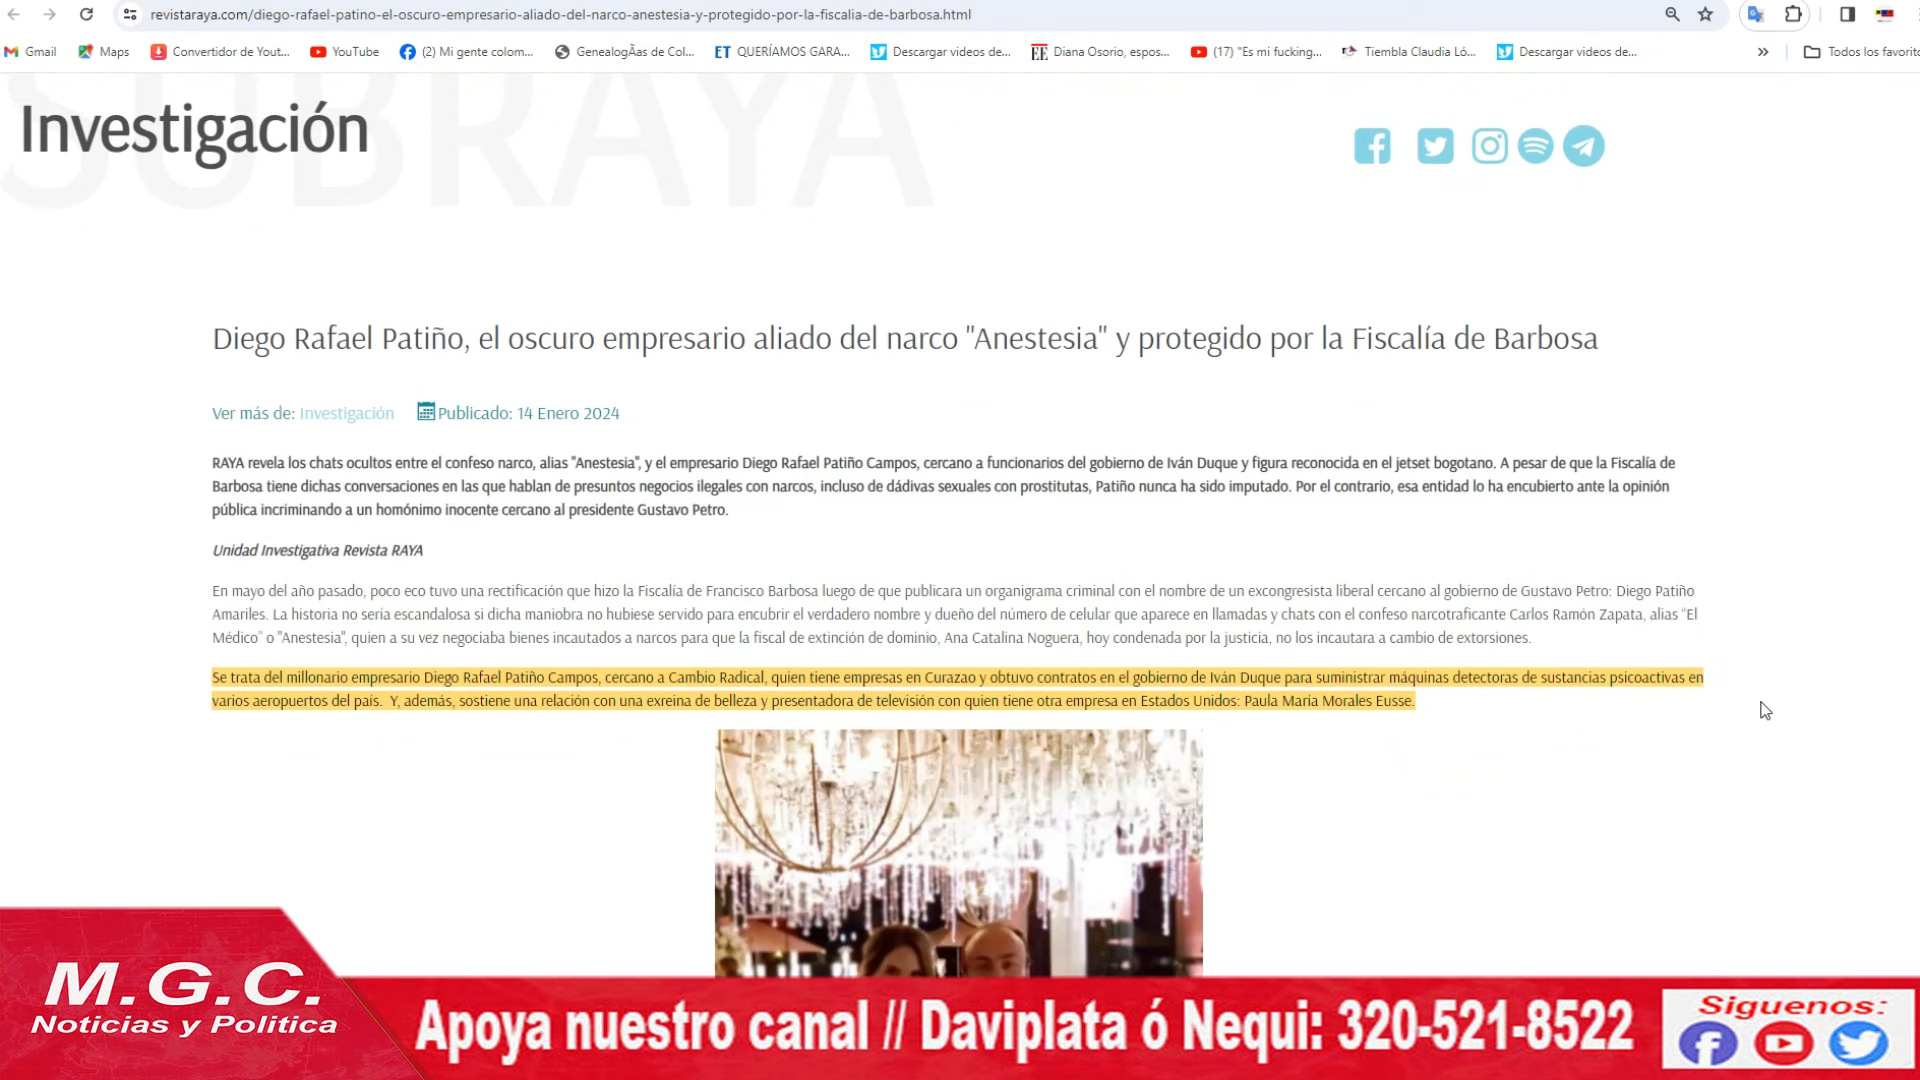 revistaraya.com/diego-rafael-patino-el-oscuro-empresario-aliado-del-narco-anestesia-y-protegido-por-la-fiscalia-de-barbosa.html
Gmail Maps Convertidor de Yout... YouTube (2) Mi gente colom... GenealogÃas de Col... ET QUERÍAMOS GARA... Descargar videos de... EE Diana Osorio, espos... (17) "Es mi fucking... Tiembla Claudia Ló... Descargar videos de... » Todos los favorito
SUBRAYA
Investigación
Diego Rafael Patiño, el oscuro empresario aliado del narco "Anestesia" y protegido por la Fiscalía de Barbosa
Ver más de: Investigación Publicado: 14 Enero 2024
RAYA revela los chats ocultos entre el confeso narco, alias "Anestesia", y el empresario Diego Rafael Patiño Campos, cercano a funcionarios del gobierno de Iván Duque y figura reconocida en el jetset bogotano. A pesar de que la Fiscalía de
Barbosa tiene dichas conversaciones en las que hablan de presuntos negocios ilegales con narcos, incluso de dádivas sexuales con prostitutas, Patiño nunca ha sido imputado. Por el contrario, esa entidad lo ha encubierto ante la opinión
pública incriminando a un homónimo inocente cercano al presidente Gustavo Petro.
Unidad Investigativa Revista RAYA
En mayo del año pasado, poco eco tuvo una rectificación que hizo la Fiscalía de Francisco Barbosa luego de que publicara un organigrama criminal con el nombre de un excongresista liberal cercano al gobierno de Gustavo Petro: Diego Patiño
Amariles. La historia no sería escandalosa si dicha maniobra no hubiese servido para encubrir el verdadero nombre y dueño del número de celular que aparece en llamadas y chats con el confeso narcotraficante Carlos Ramón Zapata, alias “El
Médico” o "Anestesia", quien a su vez negociaba bienes incautados a narcos para que la fiscal de extinción de dominio, Ana Catalina Noguera, hoy condenada por la justicia, no los incautara a cambio de extorsiones.
Se trata del millonario empresario Diego Rafael Patiño Campos, cercano a Cambio Radical, quien tiene empresas en Curazao y obtuvo contratos en el gobierno de Iván Duque para suministrar máquinas detectoras de sustancias psicoactivas en
varios aeropuertos del país. Y, además, sostiene una relación con una exreina de belleza y presentadora de televisión con quien tiene otra empresa en Estados Unidos: Paula María Morales Eusse.
M.G.C.
Noticias y Politica
Apoya nuestro canal // Daviplata ó Nequi: 320-521-8522
Siguenos: